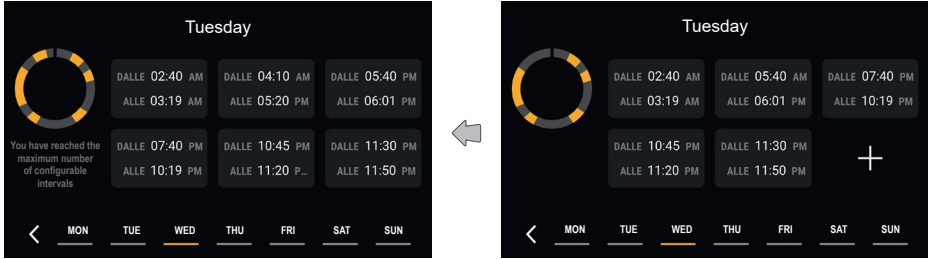 Tuesday
DALLE 02:40 AM DALLE 04:10 AM DALLE 05:40 PM
ALLE 03:19 AM ALLE 05:20 PM ALLE 06:01 PM
You have reached the
maximum number
of configurable
intervals
DALLE 07:40 PM DALLE 10:45 PM DALLE 11:30 PM
ALLE 10:19 PM ALLE 11:20 P... ALLE 11:50 PM
MON TUE WED THU FRI SAT SUN
Tuesday
DALLE 02:40 AM DALLE 05:40 AM DALLE 07:40 PM
ALLE 03:19 AM ALLE 06:01 PM ALLE 10:19 PM
DALLE 10:45 PM DALLE 11:30 PM
ALLE 11:20 PM ALLE 11:50 PM
MON TUE WED THU FRI SAT SUN